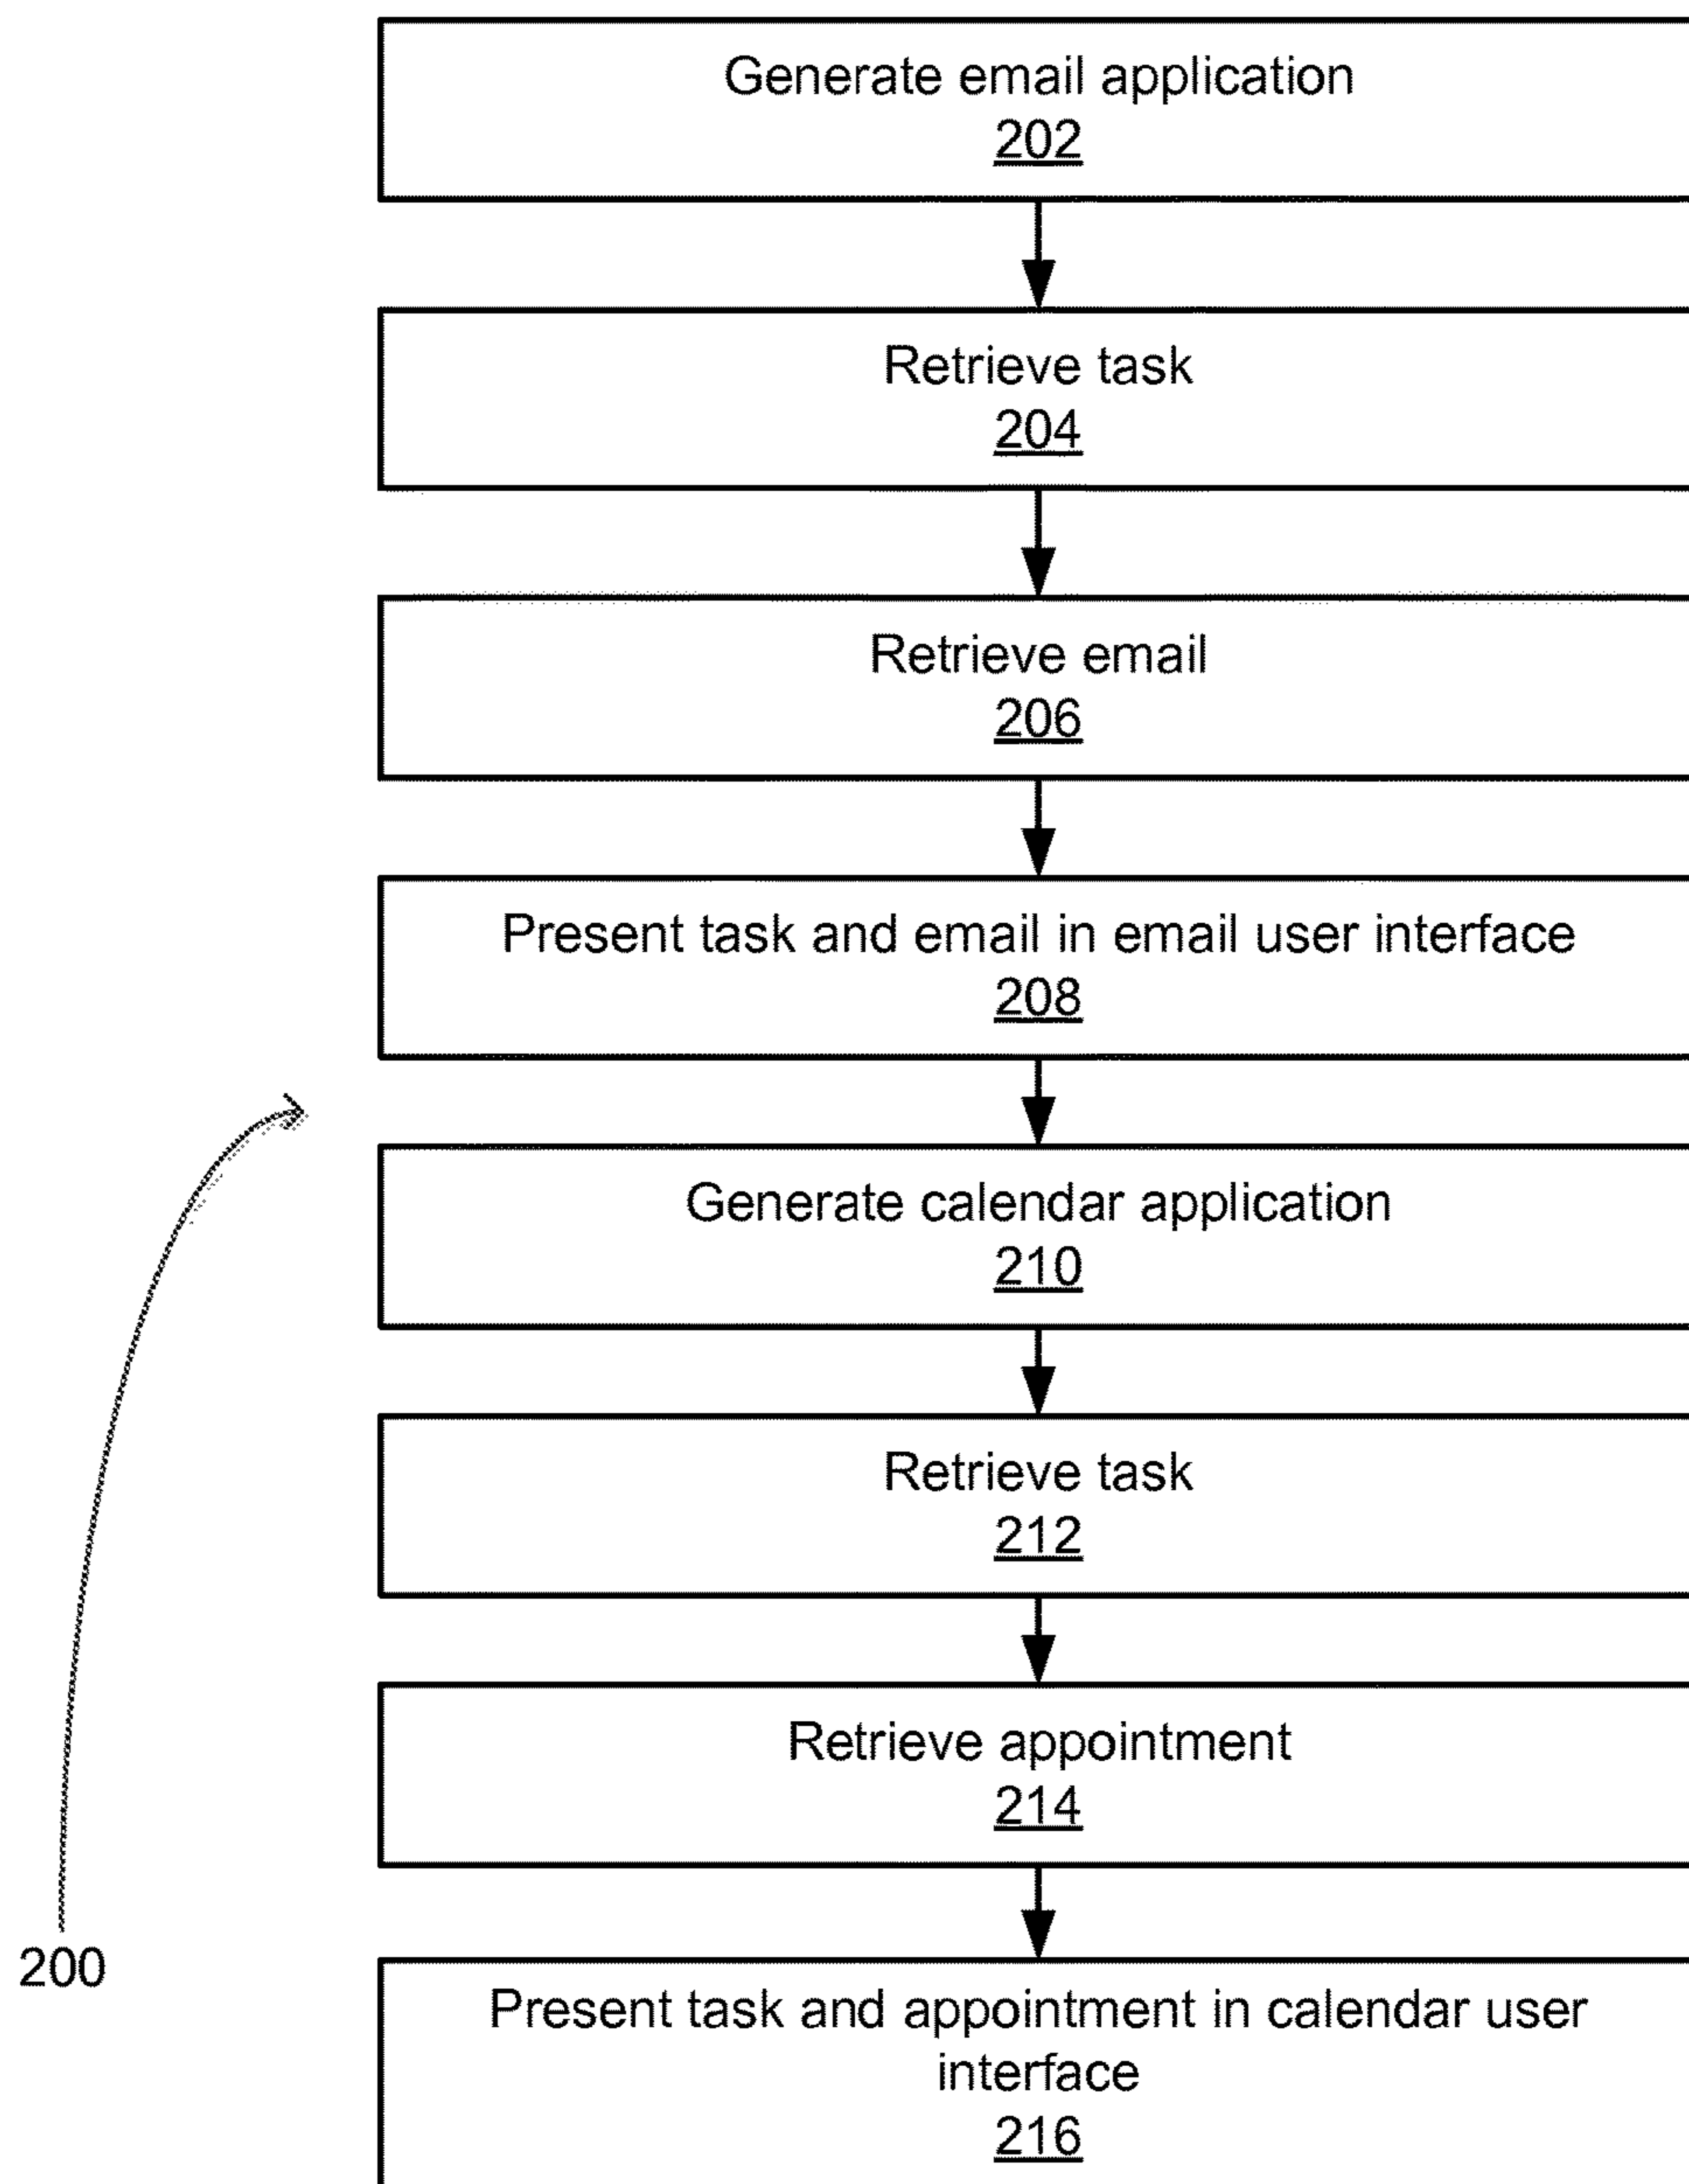 Generate email application
202
Retrieve task
204
Retrieve email
206
Present task and email in email user interface
208
Generate calendar application
210
Retrieve task
212
Retrieve appointment
214
200
Present task and appointment in calendar user
interface
216